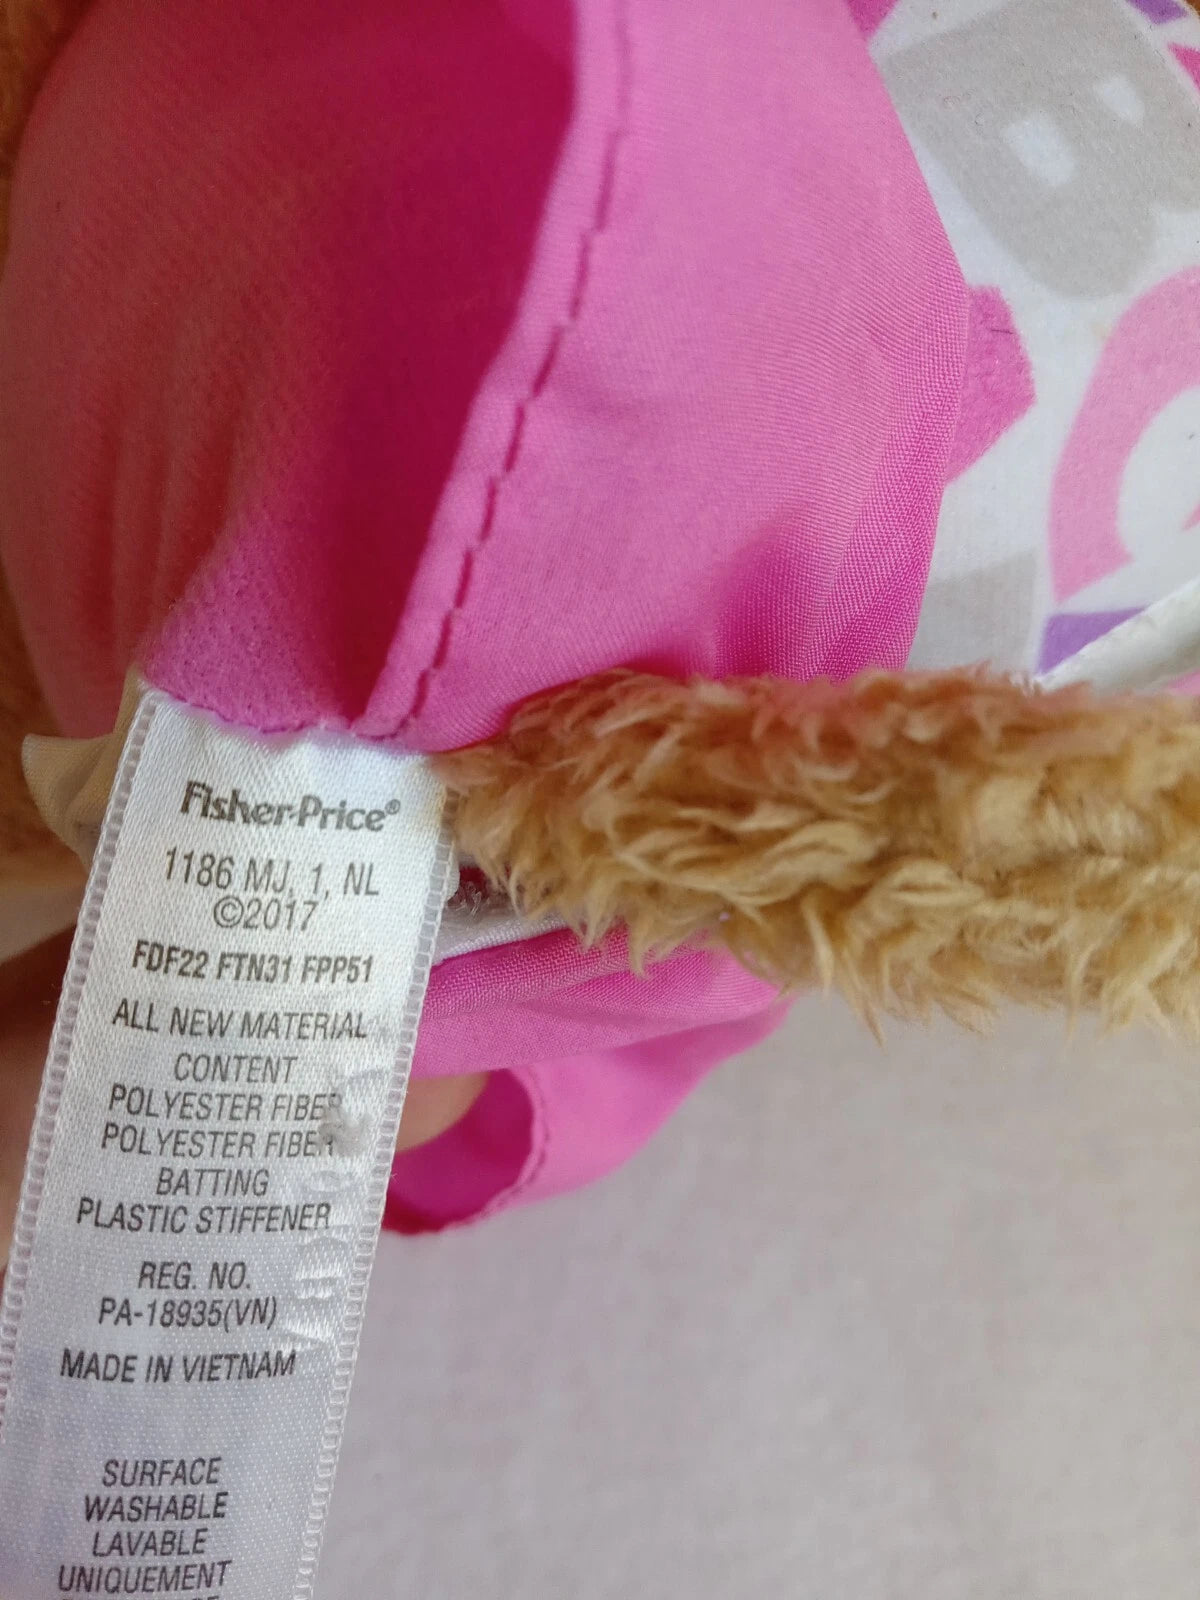 Fisher-Price®
1186 MJ, 1, NL
©2017
FDF22 FTN31 FPP51
ALL NEW MATERIAL
CONTENT
POLYESTER FIBER
POLYESTER FIBER
BATTING
PLASTIC STIFFENER
REG. NO.
PA-18935(VN)
MADE IN VIETNAM
SURFACE
WASHABLE
LAVABLE
UNIQUEMENT